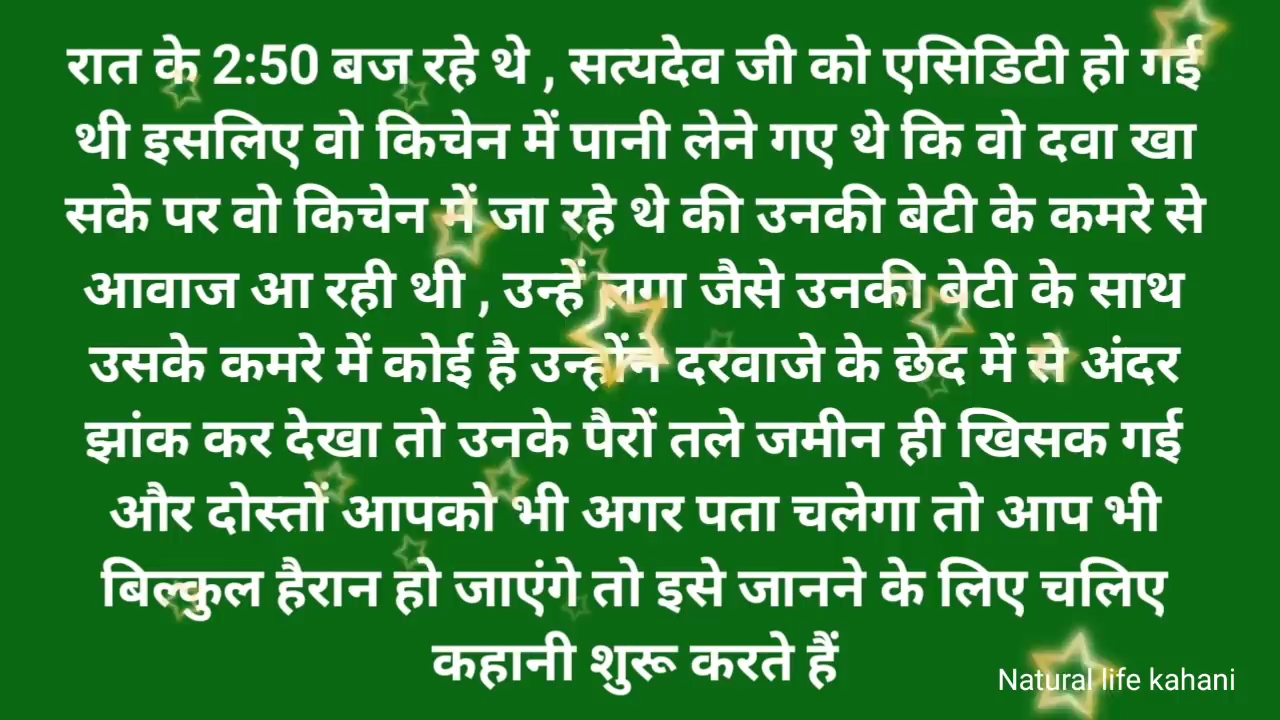 रात के 2:50 बज रहे थे , सत्यदेव जी को एसिडिटी हो गई
थी इसलिए वो किचेन में पानी लेने गए थे कि वो दवा खा
सके पर वो किचेन में जा रहे थे की उनकी बेटी के कमरे से
आवाज आ रही थी , उन्हें लगा जैसे उनकी बेटी के साथ
उसके कमरे में कोई है उन्होंने दरवाजे के छेद में से अंदर
झांक कर देखा तो उनके पैरों तले जमीन ही खिसक गई
और दोस्तों आपको भी अगर पता चलेगा तो आप भी
बिल्कुल हैरान हो जाएंगे तो इसे जानने के लिए चलिए
कहानी शुरू करते हैं
Natural life kahani